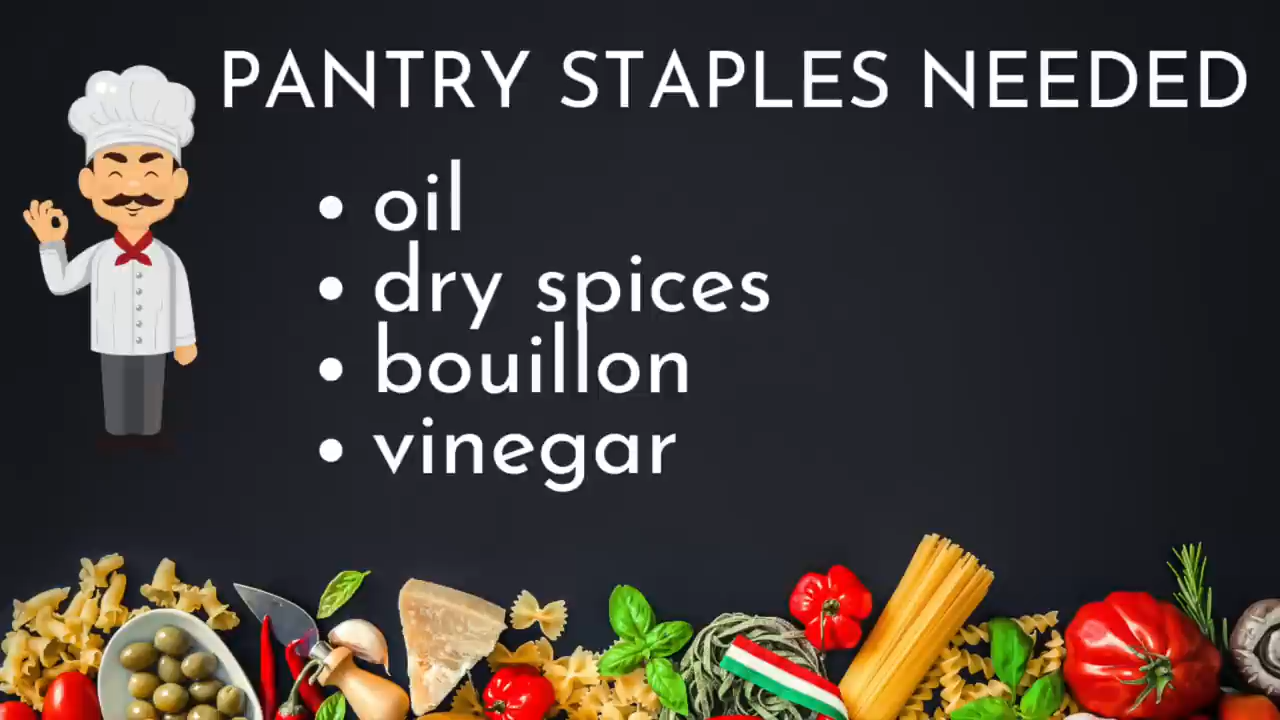 PANTRY STAPLES NEEDED
• oil
• dry spices
• bouillon
• vinegar